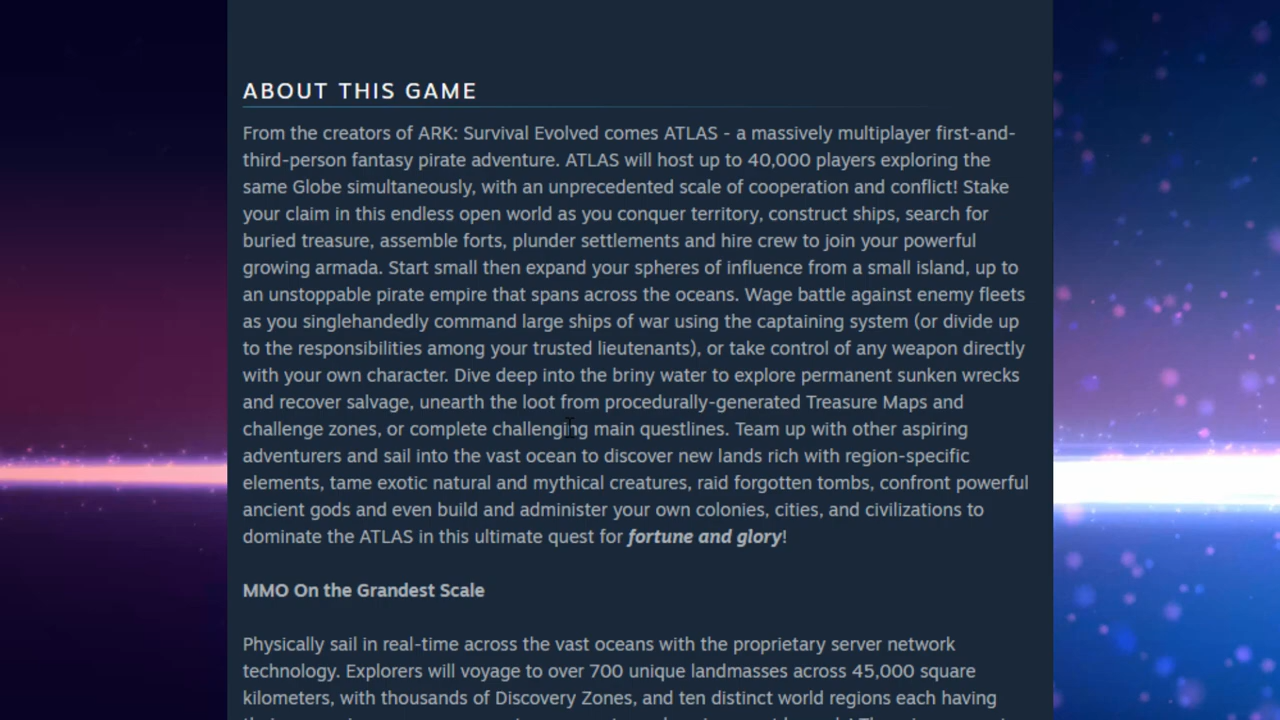 ABOUT THIS GAME
From the creators of ARK: Survival Evolved comes ATLAS - a massively multiplayer first-and-
third-person fantasy pirate adventure. ATLAS will host up to 40,000 players exploring the
same Globe simultaneously, with an unprecedented scale of cooperation and conflict! Stake
your claim in this endless open world as you conquer territory, construct ships, search for
buried treasure, assemble forts, plunder settlements and hire crew to join your powerful
growing armada. Start small then expand your spheres of influence from a small island, up to
an unstoppable pirate empire that spans across the oceans. Wage battle against enemy fleets
as you singlehandedly command large ships of war using the captaining system (or divide up
to the responsibilities among your trusted lieutenants), or take control of any weapon directly
with your own character. Dive deep into the briny water to explore permanent sunken wrecks
and recover salvage, unearth the loot from procedurally-generated Treasure Maps and
challenge zones, or complete challenging main questlines. Team up with other aspiring
adventurers and sail into the vast ocean to discover new lands rich with region-specific
elements, tame exotic natural and mythical creatures, raid forgotten tombs, confront powerful
ancient gods and even build and administer your own colonies, cities, and civilizations to
dominate the ATLAS in this ultimate quest for fortune and glory!
MMO On the Grandest Scale
Physically sail in real-time across the vast oceans with the proprietary server network
technology. Explorers will voyage to over 700 unique landmasses across 45,000 square
kilometers, with thousands of Discovery Zones, and ten distinct world regions each having